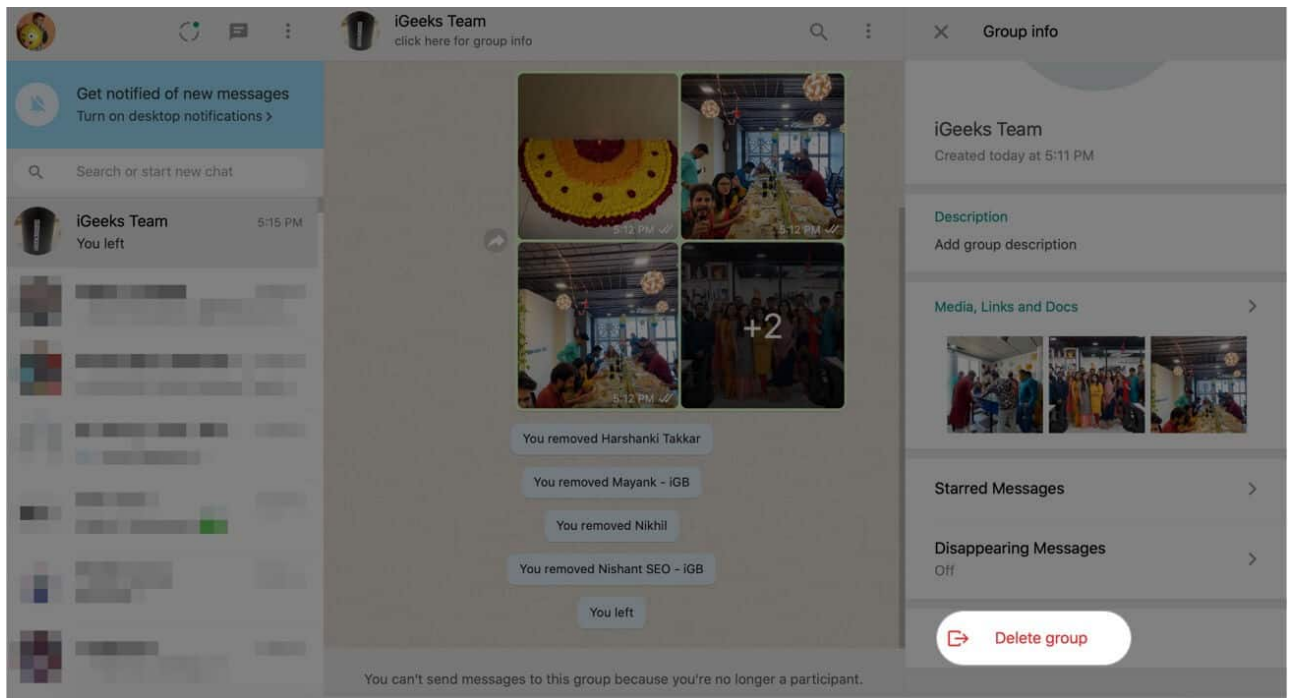 Get notified of new messages
Turn on desktop notifications >
Search or start new chat
iGeeks Team
5:15 PM
You left
iGeeks Team
click here for group info
5:12 PM
5:12 PM
5:12 PM
+2
You removed Harshanki Takkar
You removed Mayank - iGB
You removed Nikhil
You removed Nishant SEO - iGB
You left
You can't send messages to this group because you're no longer a participant.
Group info
iGeeks Team
Created today at 5:11 PM
Description
Add group description
Media, Links and Docs
Starred Messages
Disappearing Messages
Off
Delete group